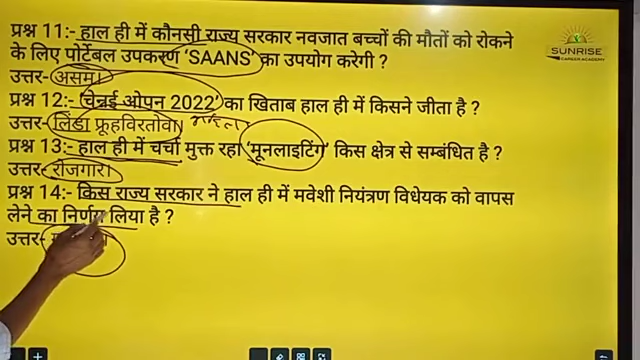 प्रश्न 11:- हाल ही में कौनसी राज्य सरकार नवजात बच्चों की मौतों को रोकने
के लिए पोर्टेबल उपकरण ‘SAANS’ का उपयोग करेगी ?
उत्तर- असम।
प्रश्न 12:- ‘चेन्नई ओपन 2022’ का खिताब हाल ही में किसने जीता है ?
उत्तर- लिंडा फ्रूहविरतोवा।
प्रश्न 13:- हाल ही में चर्चा मुक्त रहा ‘मूनलाइटिंग’ किस क्षेत्र से सम्बंधित है ?
उत्तर- रोजगार।
प्रश्न 14:- किस राज्य सरकार ने हाल ही में मवेशी नियंत्रण विधेयक को वापस
लेने का निर्णय लिया है ?
उत्तर-
SUNRISE
CAREER ACADEMY